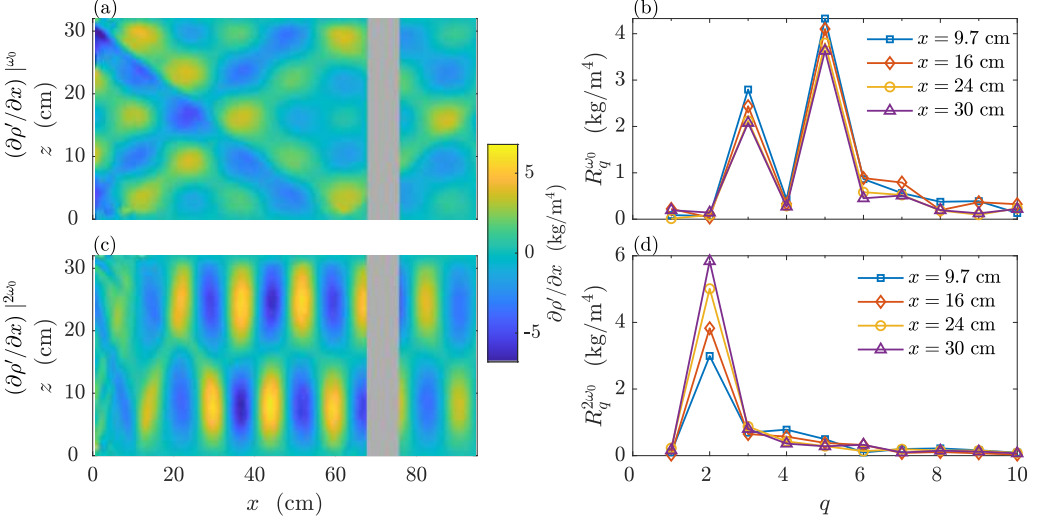 (a)
(∂ρ′/∂x) |^ω₀
z (cm)
30
20
10
0
(b)
R_q^ω₀ (kg/m⁴)
4
3
2
1
0
x = 9.7 cm
x = 16 cm
x = 24 cm
x = 30 cm
5
0
-5
∂ρ′/∂x (kg/m⁴)
(c)
(∂ρ′/∂x) |^2ω₀
z (cm)
30
20
10
0
0 20 40 60 80
x (cm)
(d)
R_q^2ω₀ (kg/m⁴)
6
4
2
0
x = 9.7 cm
x = 16 cm
x = 24 cm
x = 30 cm
0 2 4 6 8 10
q